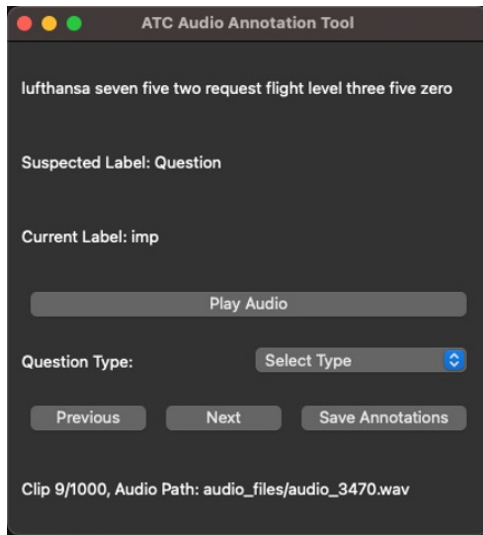 ATC Audio Annotation Tool
lufthansa seven five two request flight level three five zero
Suspected Label: Question
Current Label: imp
Play Audio
Question Type: Select Type
Previous Next Save Annotations
Clip 9/1000, Audio Path: audio_files/audio_3470.wav